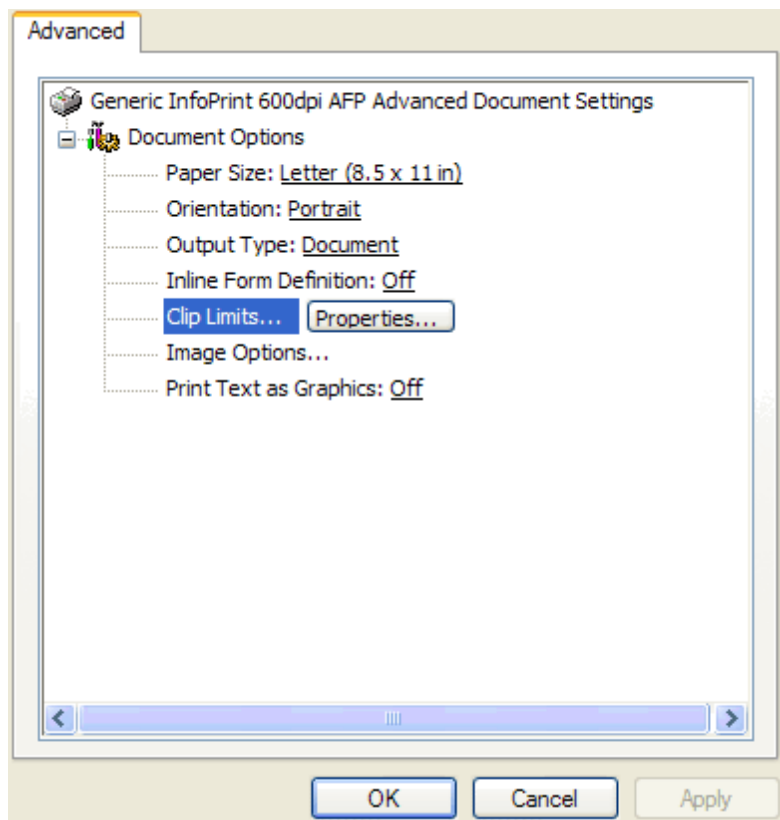 Advanced
Generic InfoPrint 600dpi AFP Advanced Document Settings
Document Options
Paper Size: Letter (8.5 x 11 in)
Orientation: Portrait
Output Type: Document
Inline Form Definition: Off
Clip Limits... Properties...
Image Options...
Print Text as Graphics: Off
OK Cancel Apply